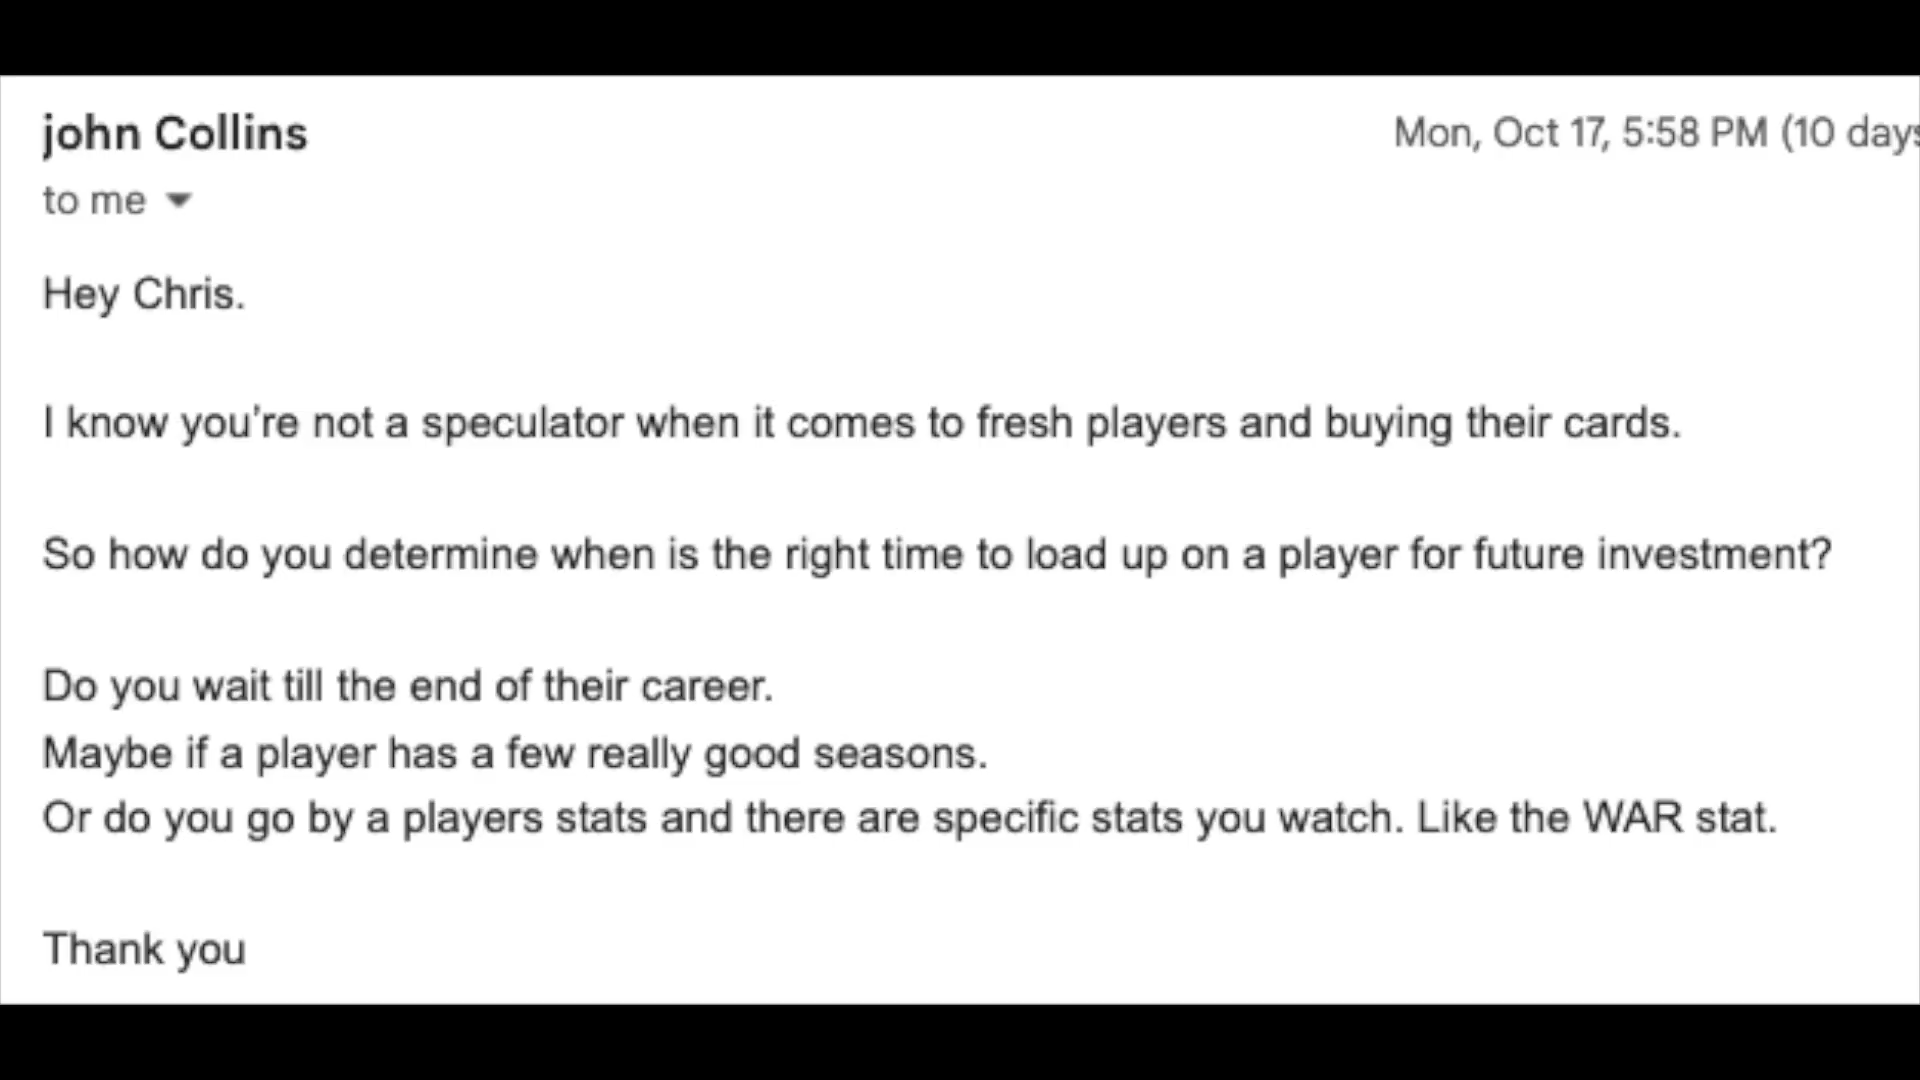 john Collins
Mon, Oct 17, 5:58 PM (10 days
to me
Hey Chris.
I know you're not a speculator when it comes to fresh players and buying their cards.
So how do you determine when is the right time to load up on a player for future investment?
Do you wait till the end of their career.
Maybe if a player has a few really good seasons.
Or do you go by a players stats and there are specific stats you watch. Like the WAR stat.
Thank you